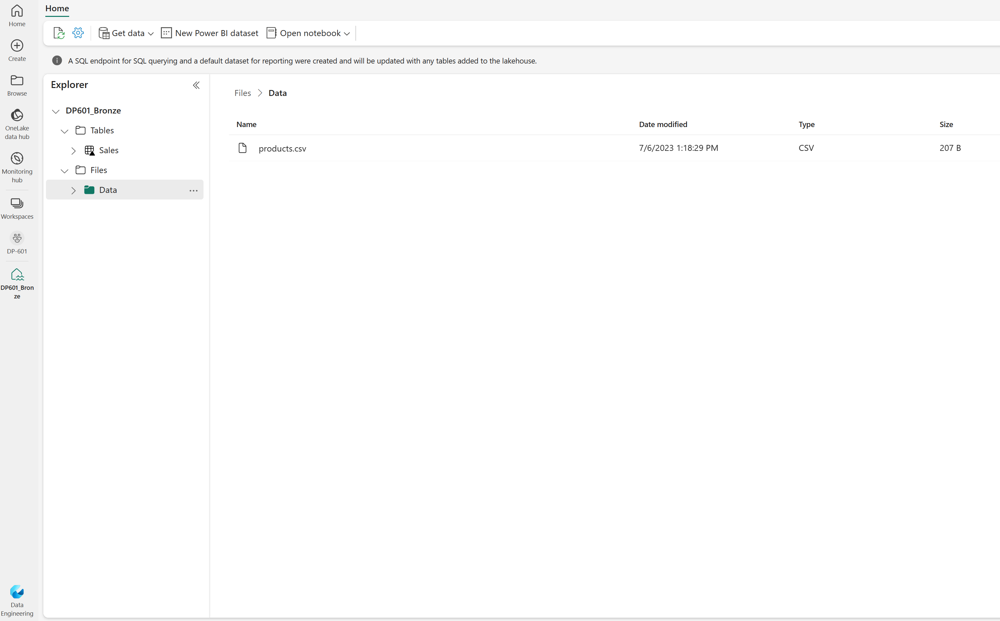 Home
Create
Browse
OneLake
data hub
Monitoring
hub
Workspaces
DP-601
DP601_Bron
ze
Data
Engineering
Home
Get data
New Power BI dataset
Open notebook
A SQL endpoint for SQL querying and a default dataset for reporting were created and will be updated with any tables added to the lakehouse.
Explorer
DP601_Bronze
Tables
Sales
Files
Data
Files > Data
Name Date modified Type Size
products.csv 7/6/2023 1:18:29 PM CSV 207 B